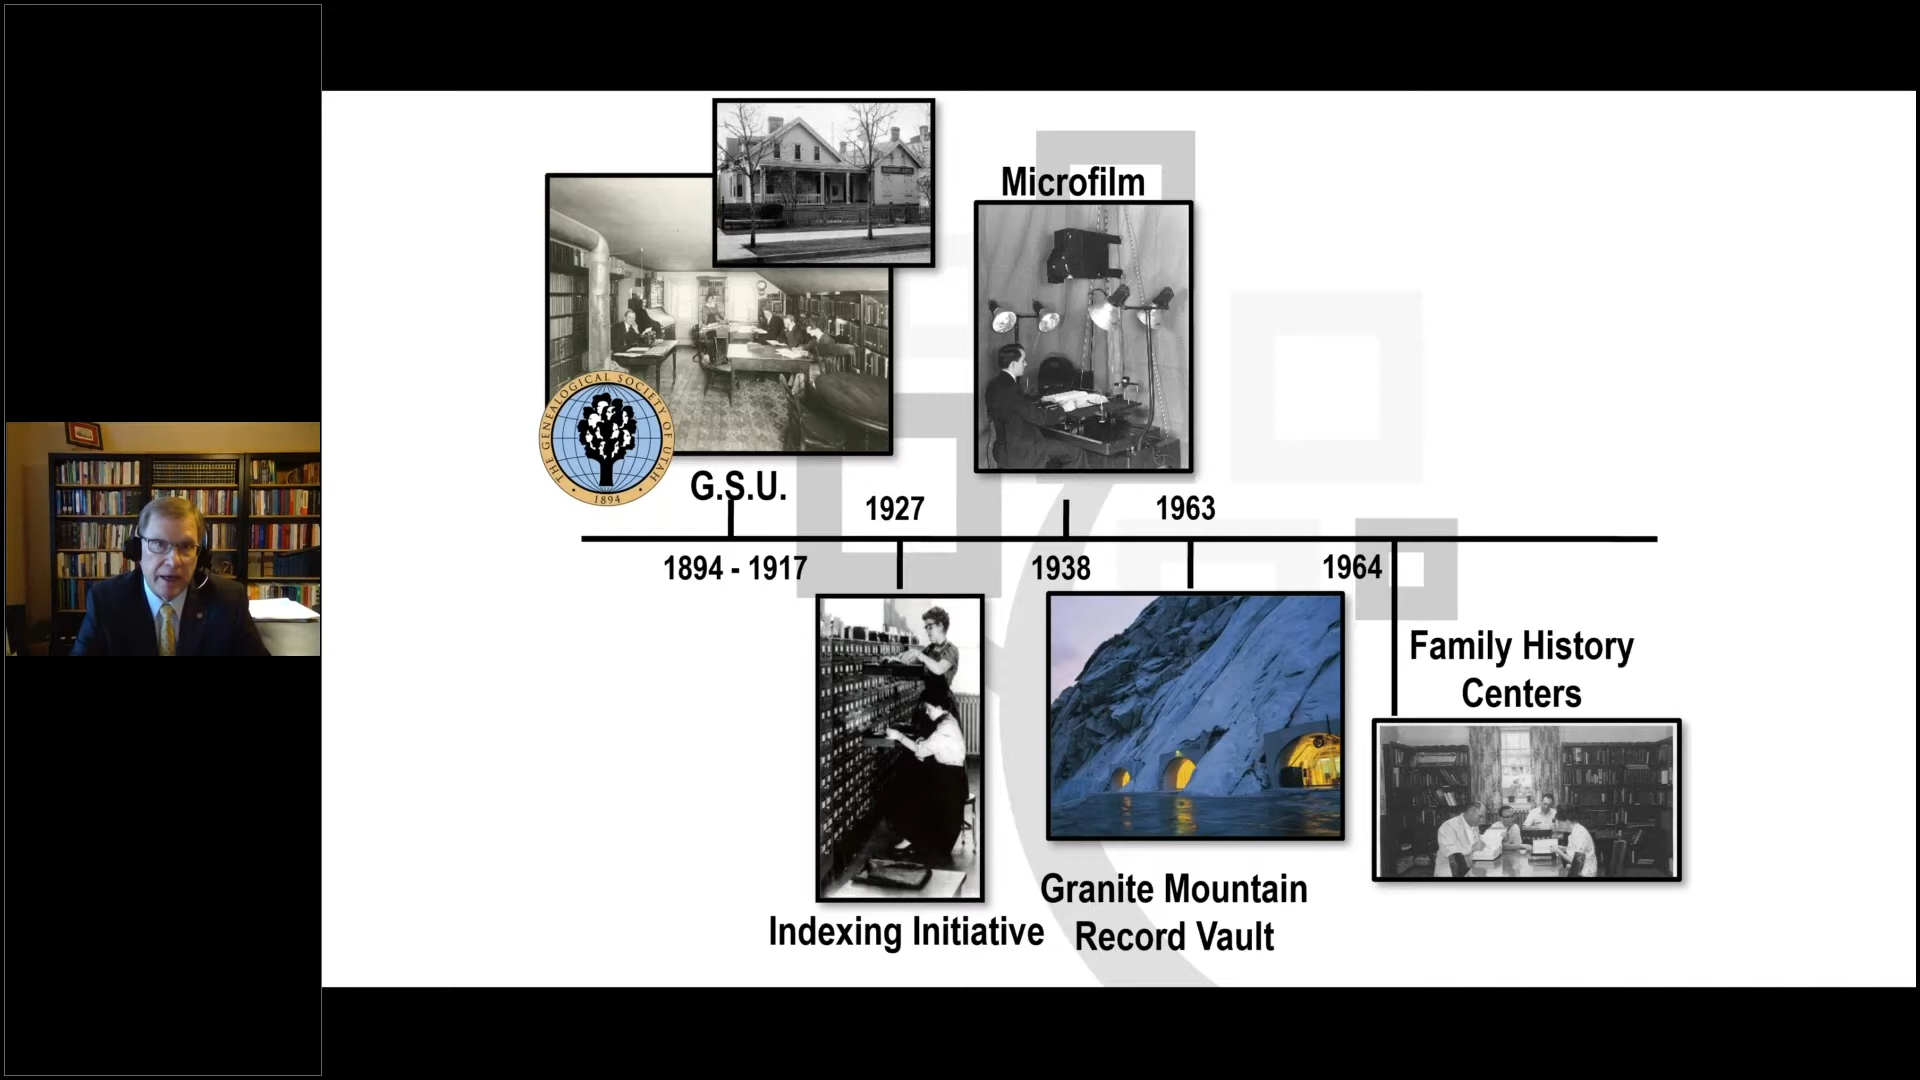 Microfilm
THE GENEALOGICAL SOCIETY OF UTAH
1894
G.S.U.
1927
1963
1894 - 1917
1938
1964
Family History
Centers
Granite Mountain
Record Vault
Indexing Initiative